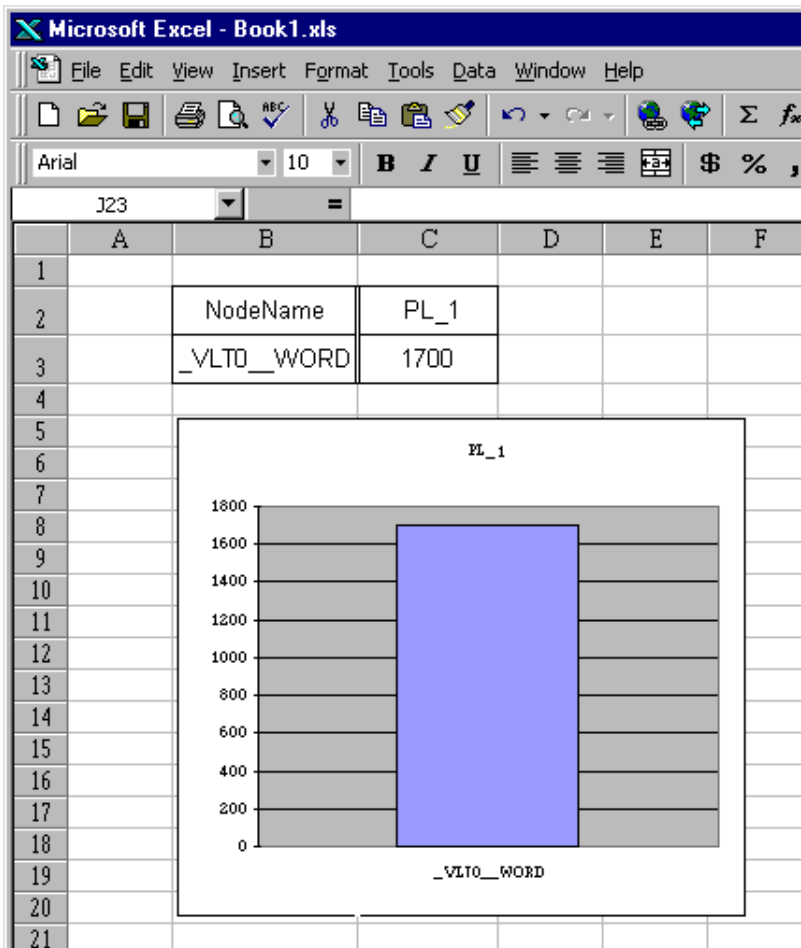 Microsoft Excel - Book1.xls
File Edit View Insert Format Tools Data Window Help
ABC Σ
Arial 10 B I U a $ % ,
J23 =
A B C D E F
1
2 NodeName PL_1
3 _VLT0__WORD 1700
4
5
6 PL_1
7
8 1800
9 1600
10 1400
11 1200
12 1000
13 800
14 600
15
16 400
17 200
18 0
19 _VLT0__WORD
20
21